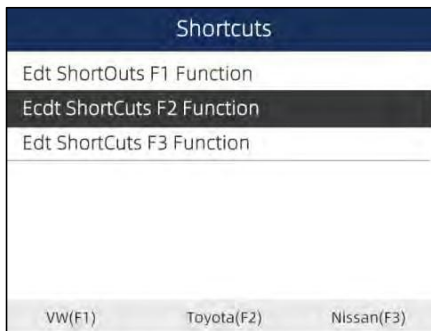 Shortcuts
Edt ShortOuts F1 Function
Ecdt ShortCuts F2 Function
Edt ShortCuts F3 Function
VW(F1) Toyota(F2) Nissan(F3)